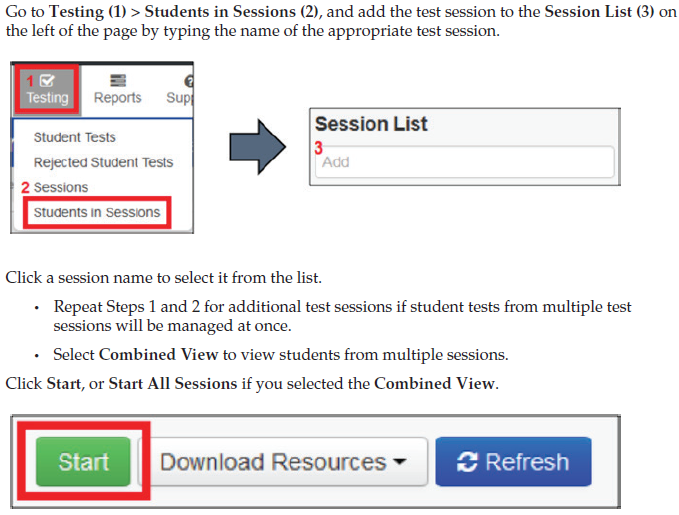 Go to Testing (1) > Students in Sessions (2), and add the test session to the Session List (3) on
the left of the page by typing the name of the appropriate test session.
1
Testing
Reports
Student Tests
Rejected Student Tests
2 Sessions
Students in Sessions
Session List
3
Add
Click a session name to select it from the list.
• Repeat Steps 1 and 2 for additional test sessions if student tests from multiple test
sessions will be managed at once.
• Select Combined View to view students from multiple sessions.
Click Start, or Start All Sessions if you selected the Combined View.
Start
Download Resources
Refresh